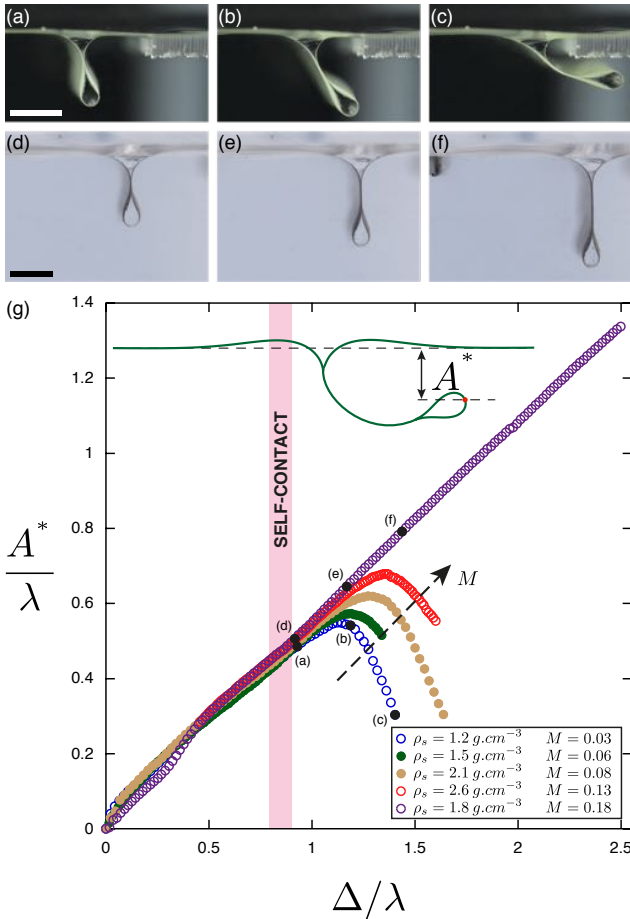 (a)
(b)
(c)
(d)
(e)
(f)
(g)
1.4
1.2
1
0.8
0.6
0.4
0.2
0
A*
λ
SELF-CONTACT
A*
(f)
(e)
(d)
(a)
(b)
(c)
M
ρₛ = 1.2 g.cm⁻³ M = 0.03
ρₛ = 1.5 g.cm⁻³ M = 0.06
ρₛ = 2.1 g.cm⁻³ M = 0.08
ρₛ = 2.6 g.cm⁻³ M = 0.13
ρₛ = 1.8 g.cm⁻³ M = 0.18
0 0.5 1 1.5 2 2.5
Δ/λ